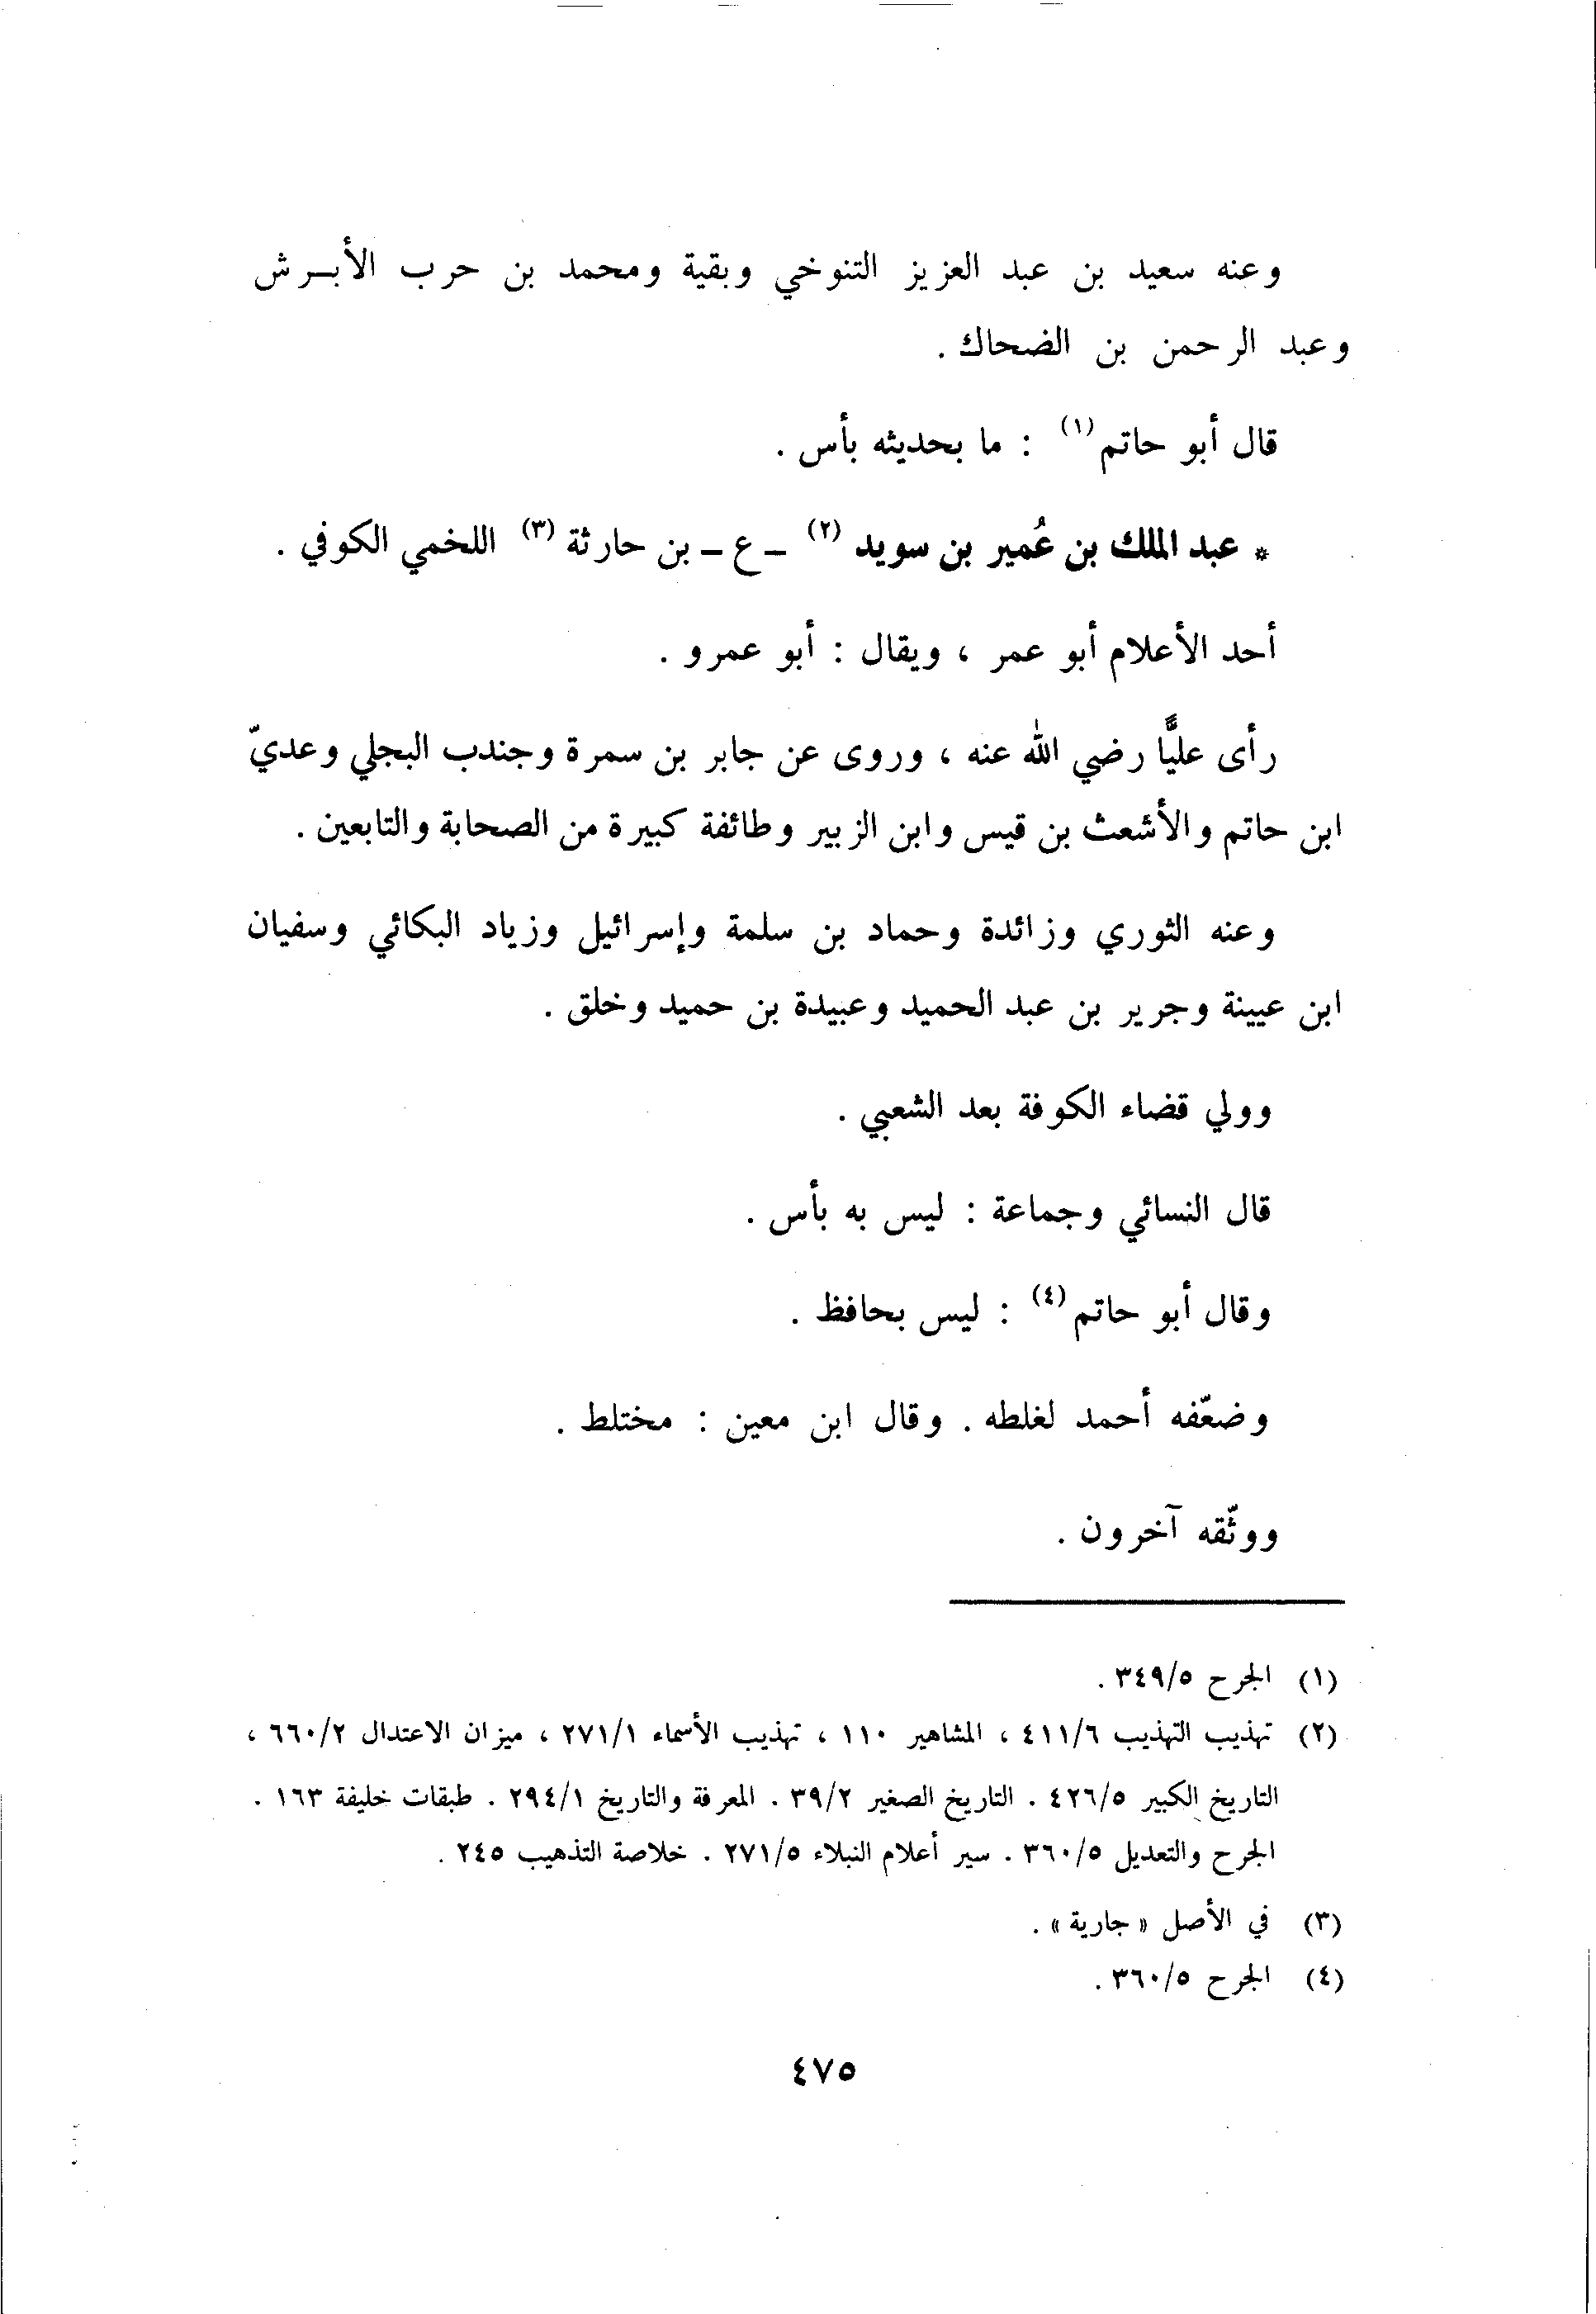 وعنه سعيد بن عبد العزيز التنوخي وبقية ومحمد بن حرب الأبـرش
وعبد الرحمن بن الضحاك .
قال أبو حاتم (١) : ما بحديثه بأس .
* عبد الملك بن عُمير بن سويد (٢) ـ ع ـ بن حارثة (٣) اللخمي الكوفي .
أحد الأعلام أبو عمر ، ويقال : أبو عمرو .
رأى عليًّا رضي الله عنه ، وروى عن جابر بن سمرة وجندب البجلي وعديّ
ابن حاتم والأشعث بن قيس وابن الزبير وطائفة كبيرة من الصحابة والتابعين .
وعنه الثوري وزائدة وحماد بن سلمة وإسرائيل وزياد البكائي وسفيان
ابن عيينة وجرير بن عبد الحميد وعبيدة بن حميد وخلق .
وولي قضاء الكوفة بعد الشعبي .
قال النسائي وجماعة : ليس به بأس .
وقال أبو حاتم (٤) : ليس بحافظ .
وضعّفه أحمد لغلطه . وقال ابن معين : مختلط .
ووثّقه آخرون .
(١) الجرح ٣٤٩/٥ .
(٢) تهذيب التهذيب ٤١١/٦ ، المشاهير ١١٠ ، تهذيب الأسماء ٢٧١/١ ، ميزان الاعتدال ٦٦٠/٢ ،
التاريخ الكبير ٤٢٦/٥ . التاريخ الصغير ٣٩/٢ . المعرفة والتاريخ ٢٩٤/١ . طبقات خليفة ١٦٣ .
الجرح والتعديل ٣٦٠/٥ . سير أعلام النبلاء ٢٧١/٥ . خلاصة التذهيب ٢٤٥ .
(٣) في الأصل « جارية » .
(٤) الجرح ٣٦٠/٥ .
٤٧٥